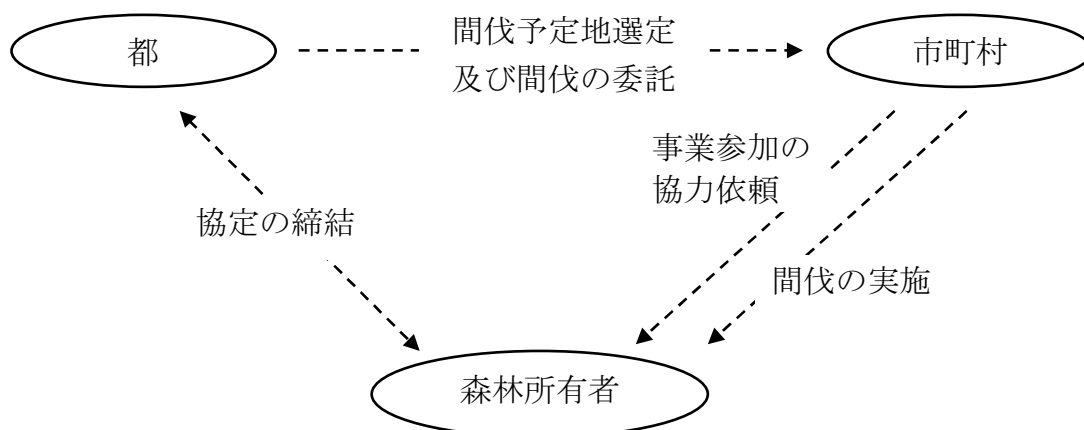 都
間伐予定地選定
及び間伐の委託
市町村
事業参加の
協力依頼
協定の締結
間伐の実施
森林所有者